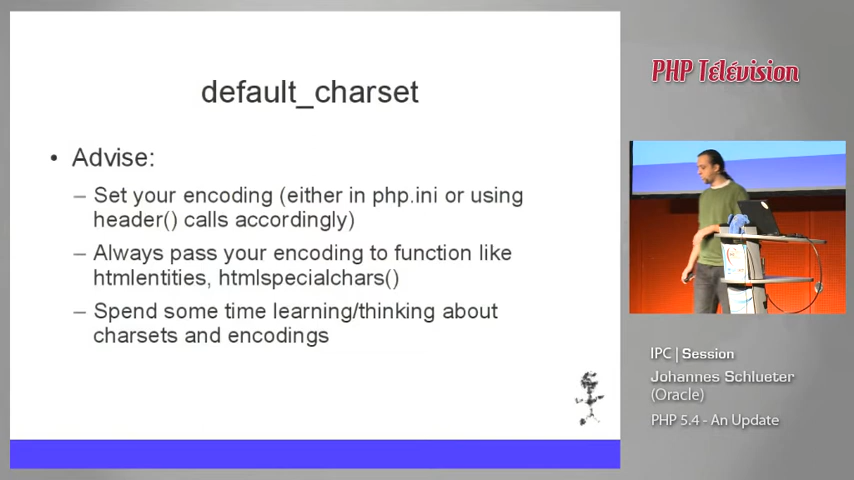 default_charset
• Advise:
– Set your encoding (either in php.ini or using
header() calls accordingly)
– Always pass your encoding to function like
htmlentities, htmlspecialchars()
– Spend some time learning/thinking about
charsets and encodings
PHP Télévision
IPC | Session
Johannes Schlueter
(Oracle)
PHP 5.4 - An Update